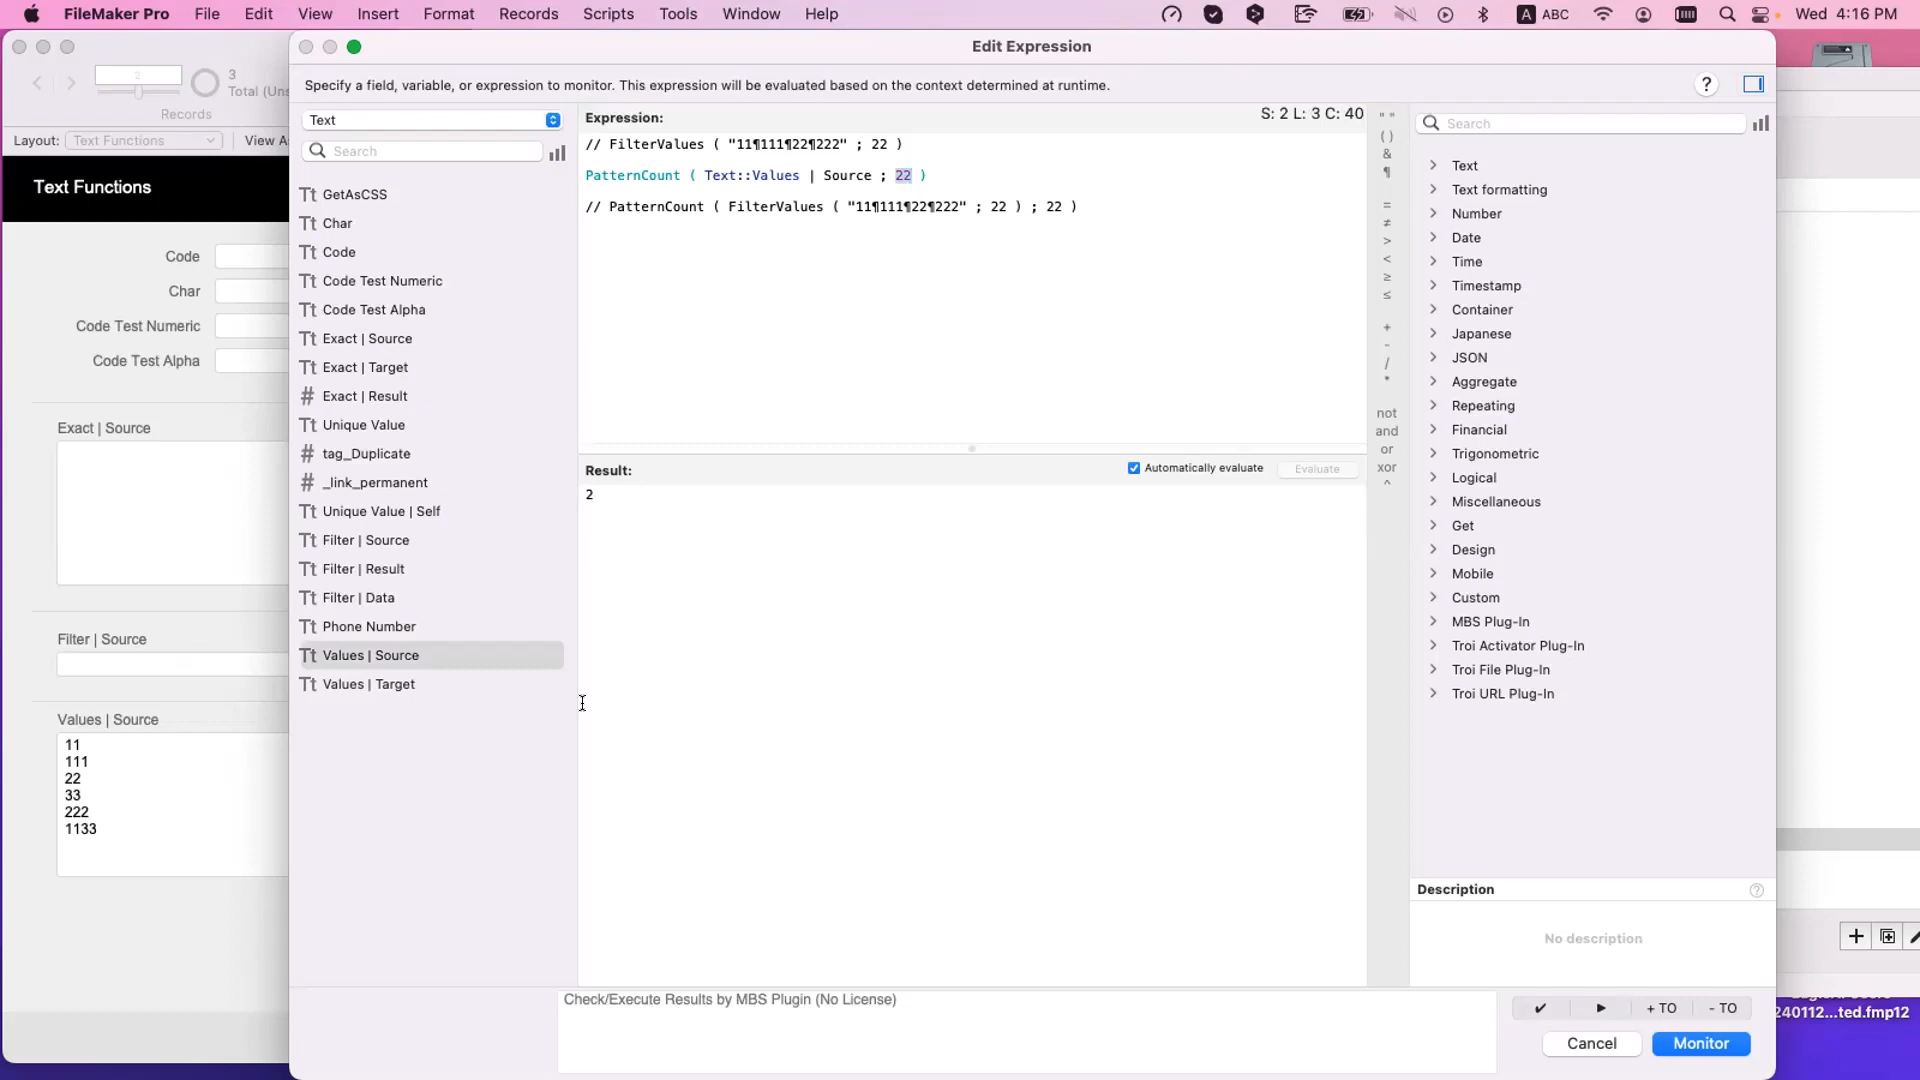 FileMaker Pro File Edit View Insert Format Records Scripts Tools Window Help ABC Wed 4:16 PM
Edit Expression
Specify a field, variable, or expression to monitor. This expression will be evaluated based on the context determined at runtime. ?
2 3
Total (Uns
Records
Layout: Text Functions View A
Text Functions
Code
Char
Code Test Numeric
Code Test Alpha
Exact | Source
Filter | Source
Values | Source
11
111
22
33
222
1133
Text
Search
GetAsCSS
Char
Code
Code Test Numeric
Code Test Alpha
Exact | Source
Exact | Target
Exact | Result
Unique Value
tag_Duplicate
_link_permanent
Unique Value | Self
Filter | Source
Filter | Result
Filter | Data
Phone Number
Values | Source
Values | Target
Expression: S: 2 L: 3 C: 40
// FilterValues ( "11¶111¶22¶222" ; 22 )
PatternCount ( Text::Values | Source ; 22 )
// PatternCount ( FilterValues ( "11¶111¶22¶222" ; 22 ) ; 22 )
Result: Automatically evaluate Evaluate
2
" "
( )
&
¶
=
≠
>
<
≥
≤
+
-
/
*
not
and
or
xor
^
Search
Text
Text formatting
Number
Date
Time
Timestamp
Container
Japanese
JSON
Aggregate
Repeating
Financial
Trigonometric
Logical
Miscellaneous
Get
Design
Mobile
Custom
MBS Plug-In
Troi Activator Plug-In
Troi File Plug-In
Troi URL Plug-In
Description ?
No description
Check/Execute Results by MBS Plugin (No License)
+ TO - TO
Cancel Monitor
240112...ted.fmp12